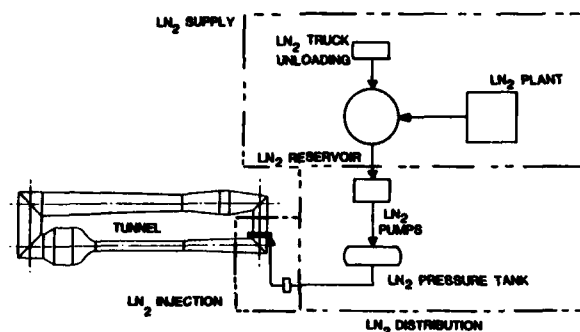 LN2 SUPPLY
LN2 TRUCK
UNLOADING
LN2 PLANT
LN2 RESERVOIR
LN2
PUMPS
TUNNEL
LN2 PRESSURE TANK
LN2 INJECTION
LN2 DISTRIBUTION